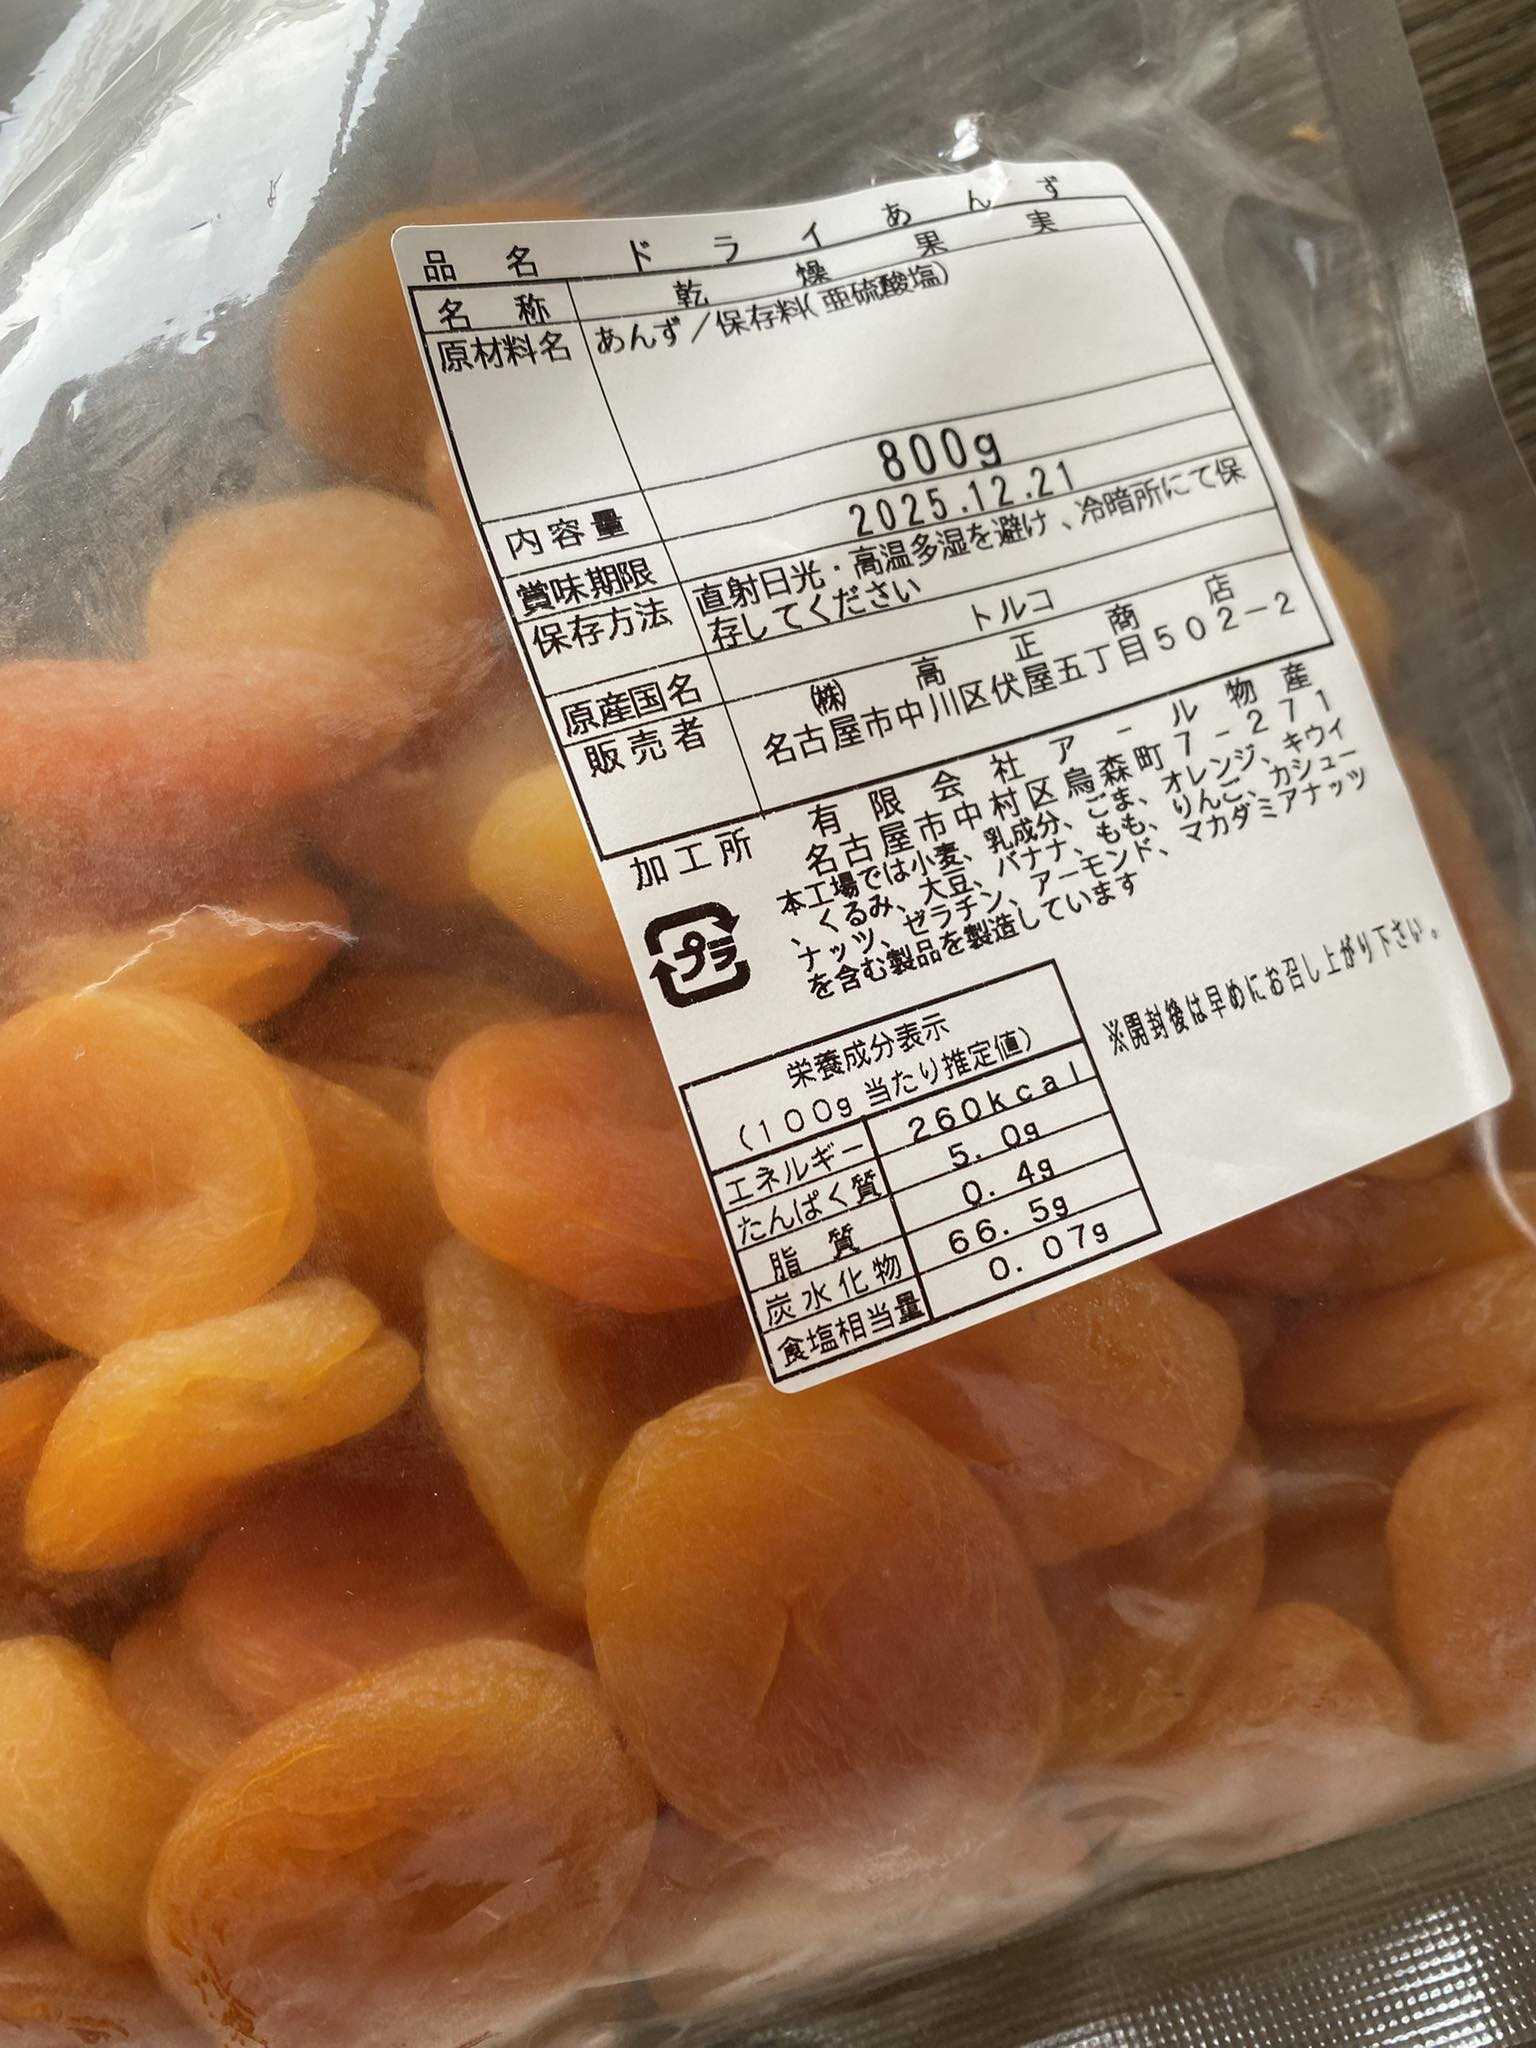 品名 ドライあんず
名称 乾燥果実
原材料名 あんず／保存料(亜硫酸塩)
内容量 800g
賞味期限 2025.12.21
保存方法 直射日光・高温多湿を避け、冷暗所にて保
存してください
原産国名 トルコ
販売者 ㈱高正商店
名古屋市中川区伏屋五丁目502-2
加工所 有限会社アール物産
名古屋市中村区烏森町7-271
本工場では小麦、乳成分、ごま、オレンジ、キウイ
、くるみ、大豆、バナナ、もも、りんご、カシュー
ナッツ、ゼラチン、アーモンド、マカダミアナッツ
を含む製品を製造しています
プラ
※開封後は早めにお召し上がり下さい。
栄養成分表示
(100g当たり推定値)
エネルギー 260kcal
たんぱく質 5.0g
脂質 0.4g
炭水化物 66.5g
食塩相当量 0.07g